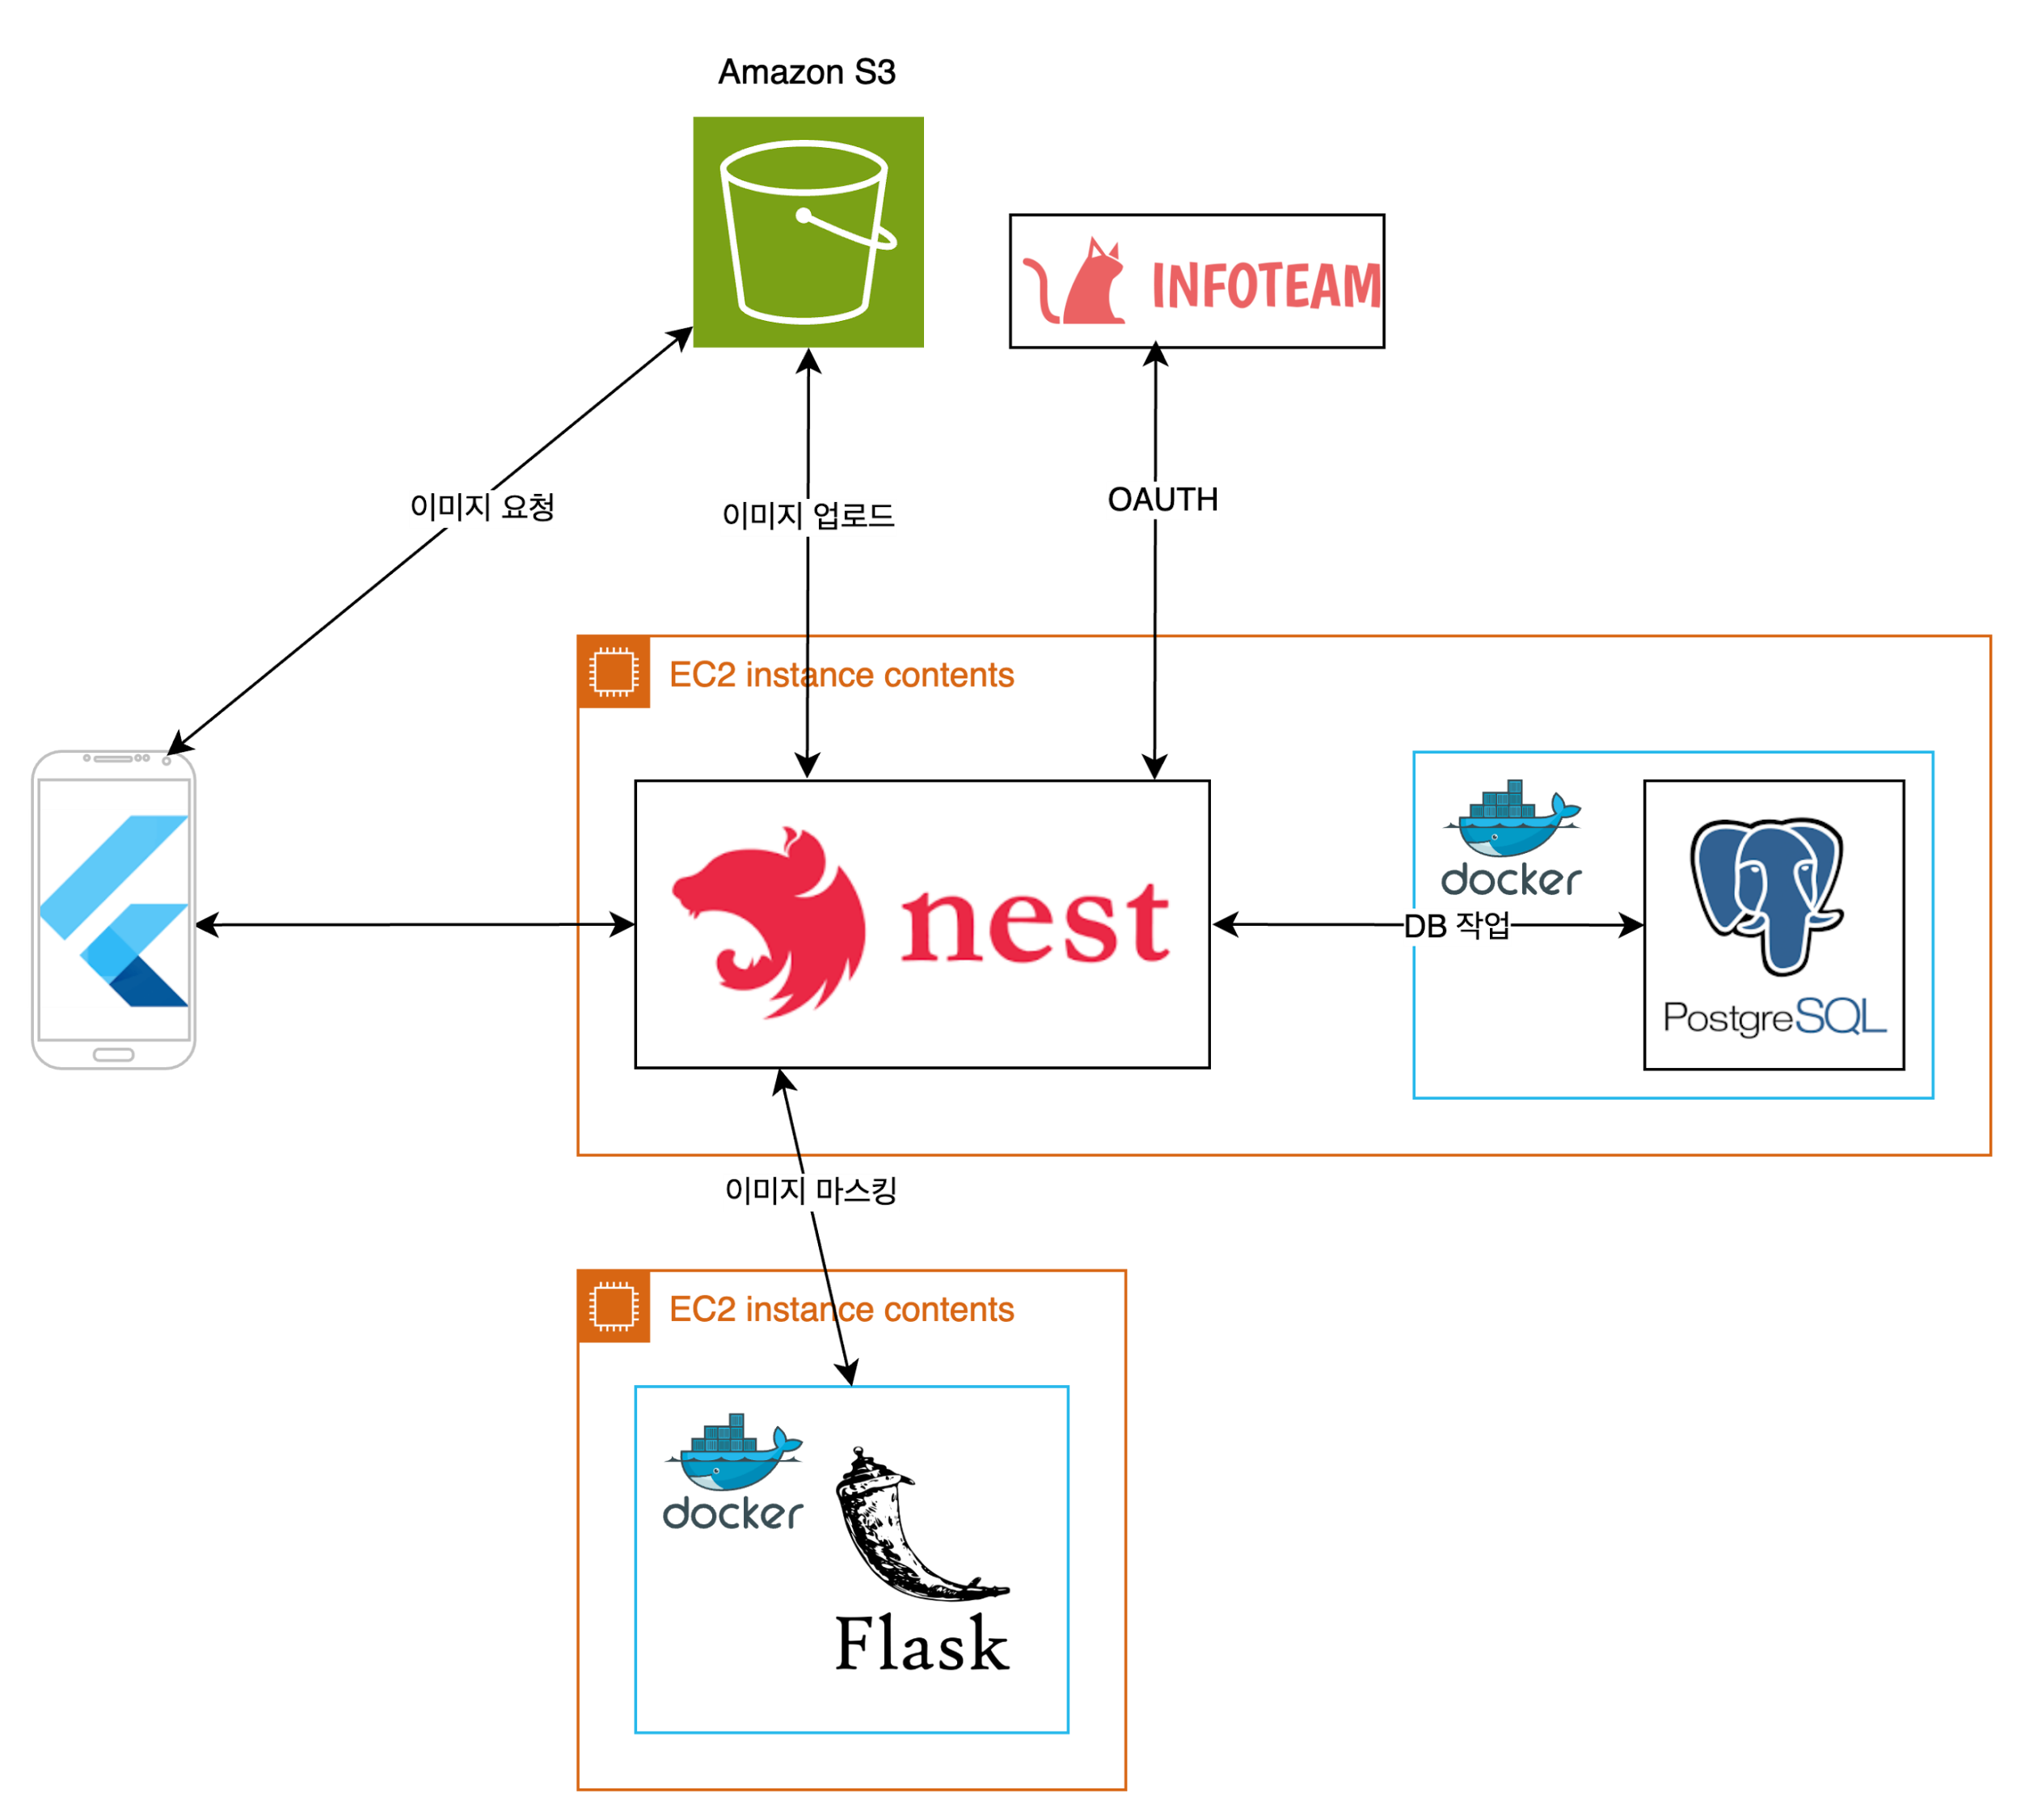 Amazon S3
INFOTEAM
이미지 요청
이미지 업로드
OAUTH
EC2 instance contents
nest
docker
DB 작업
PostgreSQL
이미지 마스킹
EC2 instance contents
docker
Flask